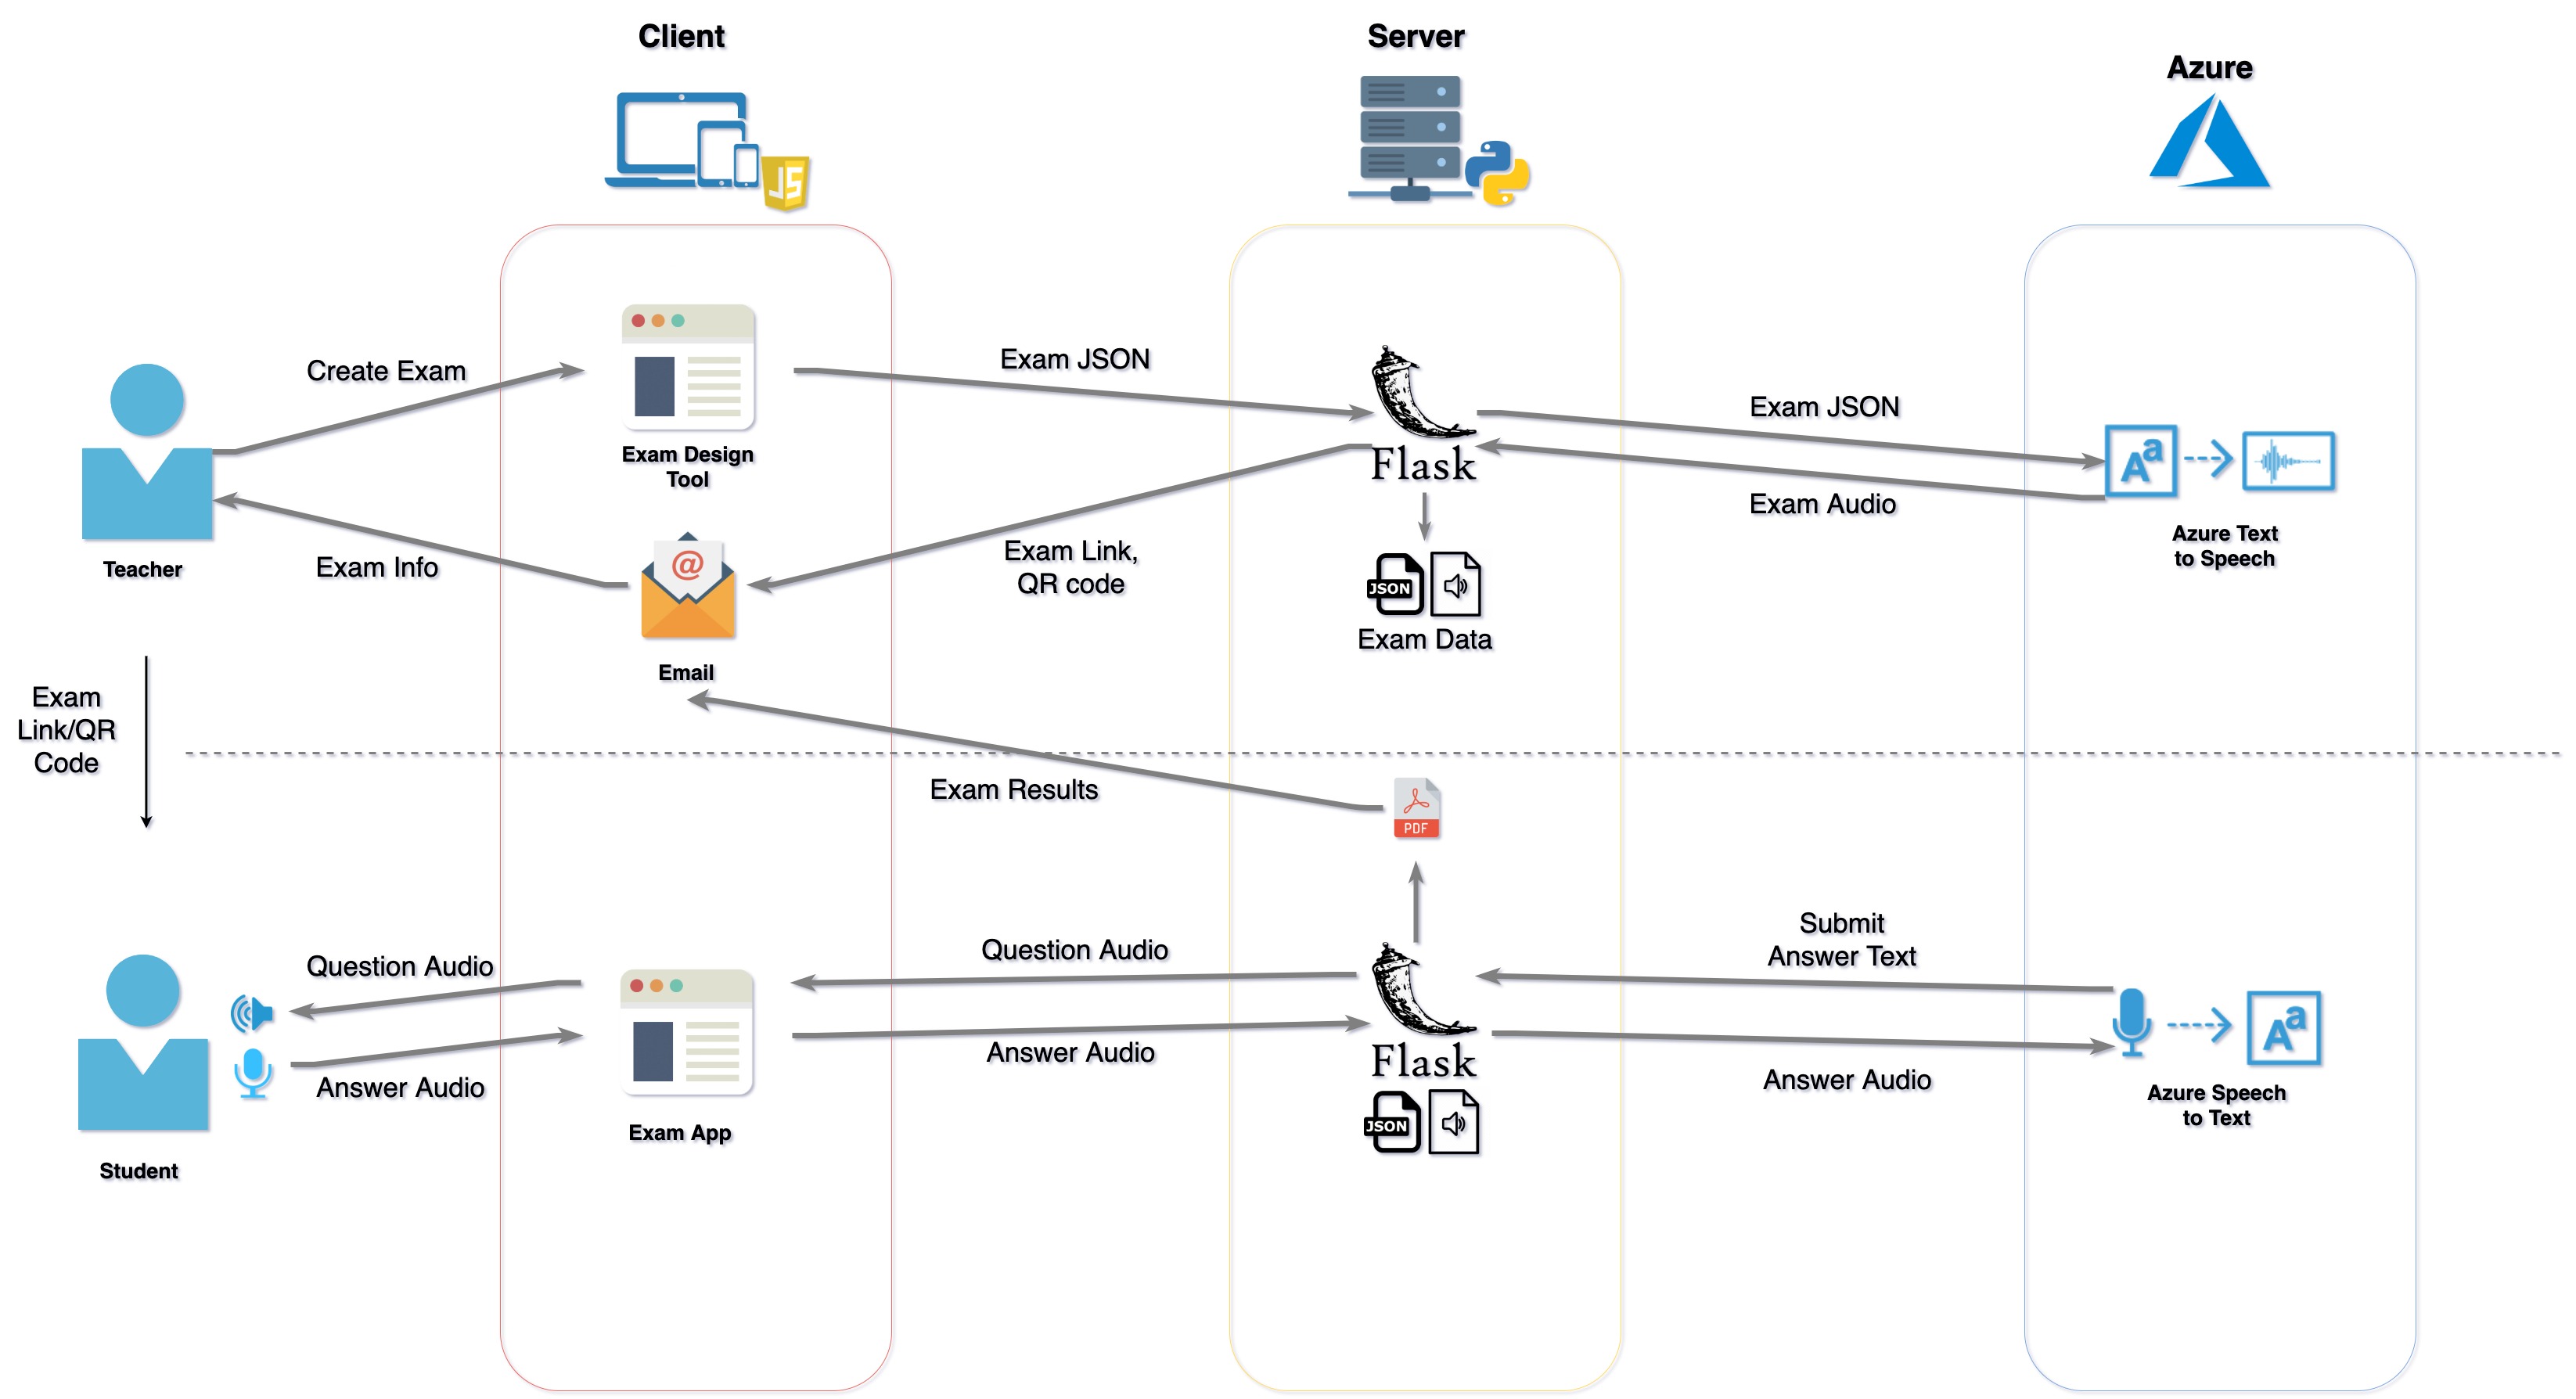 Client
Server
Azure
JS
Create Exam
Exam JSON
Exam JSON
Exam Design
Tool
Flask
Aa
Exam Audio
Azure Text
to Speech
Teacher
Exam Info
@
Exam Link,
QR code
JSON
Exam Data
Email
Exam
Link/QR
Code
Exam Results
PDF
Question Audio
Question Audio
Submit
Answer Text
Answer Audio
Answer Audio
Flask
Answer Audio
Aa
Azure Speech
to Text
JSON
Exam App
Student